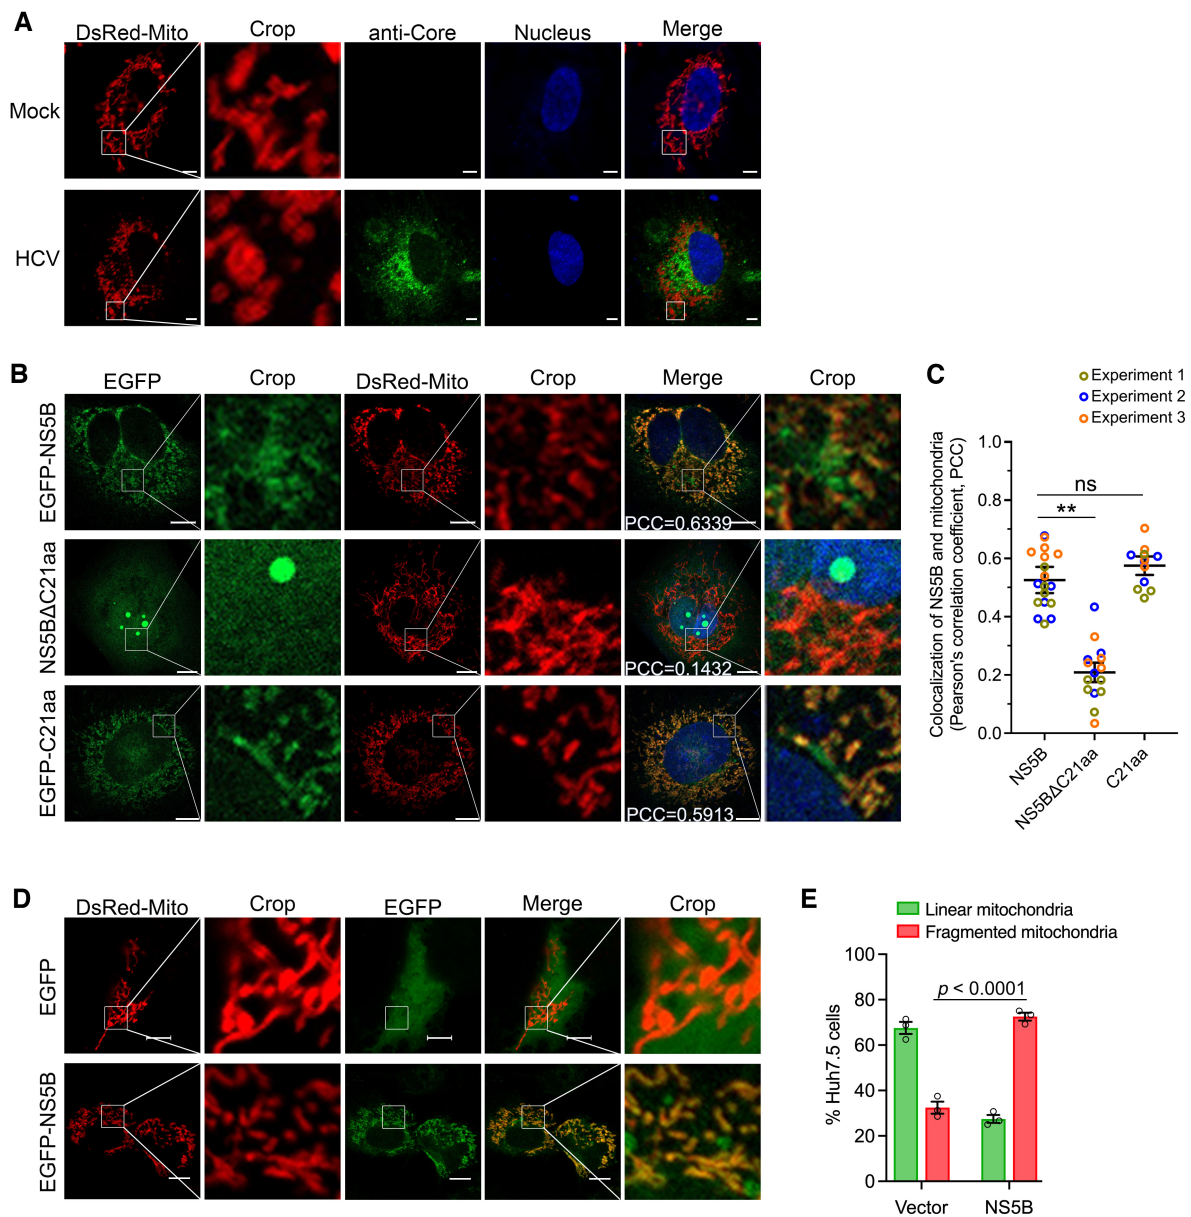 A
DsRed-Mito Crop anti-Core Nucleus Merge
Mock
HCV
B
EGFP Crop DsRed-Mito Crop Merge Crop
EGFP-NS5B
PCC=0.6339
NS5BΔC21aa
PCC=0.1432
EGFP-C21aa
PCC=0.5913
C
Experiment 1
Experiment 2
Experiment 3
Colocalization of NS5B and mitochondria
(Pearson's correlation coefficient, PCC)
1.0
0.8
0.6
0.4
0.2
0.0
ns
**
NS5B
NS5BΔC21aa
C21aa
D
DsRed-Mito Crop EGFP Merge Crop
EGFP
EGFP-NS5B
E
Linear mitochondria
Fragmented mitochondria
% Huh7.5 cells
100
80
60
40
20
0
p < 0.0001
Vector NS5B